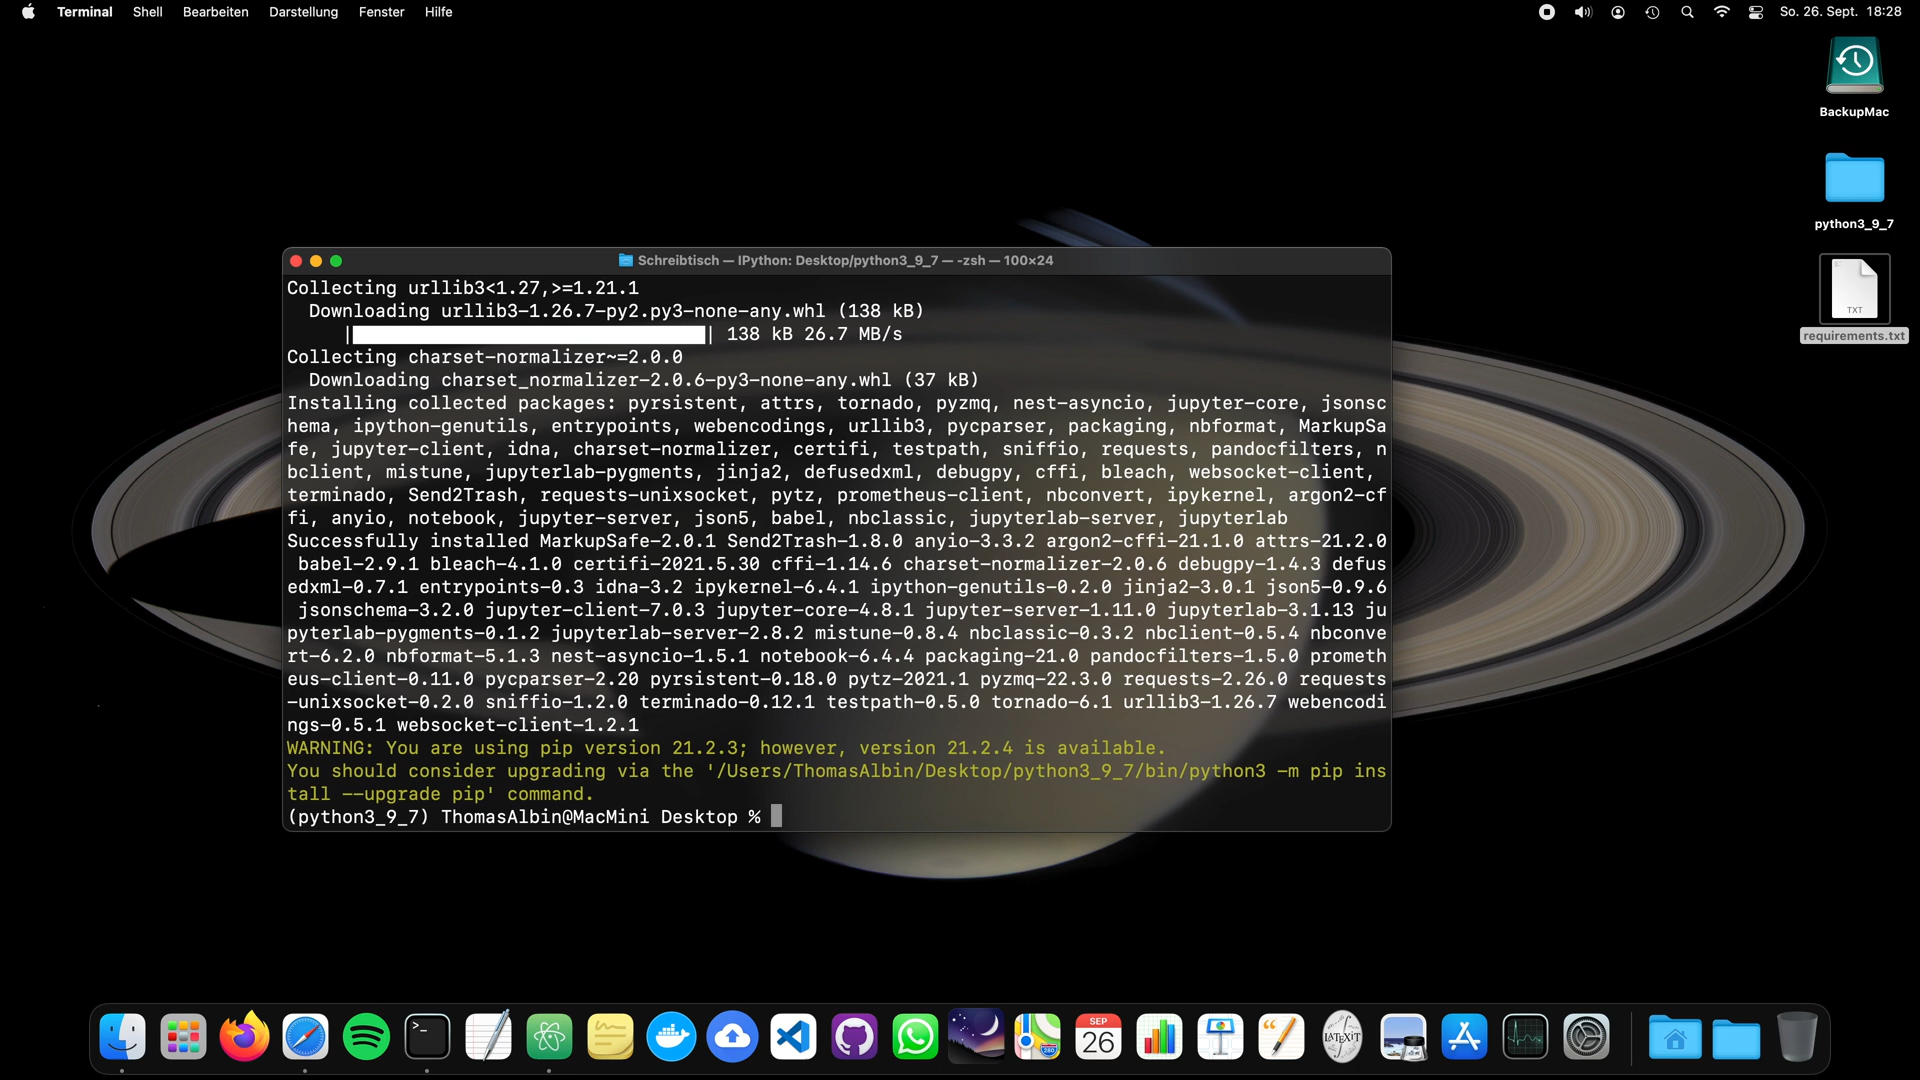 Terminal Shell Bearbeiten Darstellung Fenster Hilfe So. 26. Sept. 18:28
BackupMac
python3_9_7
TXT
requirements.txt
Schreibtisch — IPython: Desktop/python3_9_7 — -zsh — 100×24
Collecting urllib3<1.27,>=1.21.1
Downloading urllib3-1.26.7-py2.py3-none-any.whl (138 kB)
| | 138 kB 26.7 MB/s
Collecting charset-normalizer~=2.0.0
Downloading charset_normalizer-2.0.6-py3-none-any.whl (37 kB)
Installing collected packages: pyrsistent, attrs, tornado, pyzmq, nest-asyncio, jupyter-core, jsonsc
hema, ipython-genutils, entrypoints, webencodings, urllib3, pycparser, packaging, nbformat, MarkupSa
fe, jupyter-client, idna, charset-normalizer, certifi, testpath, sniffio, requests, pandocfilters, n
bclient, mistune, jupyterlab-pygments, jinja2, defusedxml, debugpy, cffi, bleach, websocket-client,
terminado, Send2Trash, requests-unixsocket, pytz, prometheus-client, nbconvert, ipykernel, argon2-cf
fi, anyio, notebook, jupyter-server, json5, babel, nbclassic, jupyterlab-server, jupyterlab
Successfully installed MarkupSafe-2.0.1 Send2Trash-1.8.0 anyio-3.3.2 argon2-cffi-21.1.0 attrs-21.2.0
babel-2.9.1 bleach-4.1.0 certifi-2021.5.30 cffi-1.14.6 charset-normalizer-2.0.6 debugpy-1.4.3 defus
edxml-0.7.1 entrypoints-0.3 idna-3.2 ipykernel-6.4.1 ipython-genutils-0.2.0 jinja2-3.0.1 json5-0.9.6
jsonschema-3.2.0 jupyter-client-7.0.3 jupyter-core-4.8.1 jupyter-server-1.11.0 jupyterlab-3.1.13 ju
pyterlab-pygments-0.1.2 jupyterlab-server-2.8.2 mistune-0.8.4 nbclassic-0.3.2 nbclient-0.5.4 nbconve
rt-6.2.0 nbformat-5.1.3 nest-asyncio-1.5.1 notebook-6.4.4 packaging-21.0 pandocfilters-1.5.0 prometh
eus-client-0.11.0 pycparser-2.20 pyrsistent-0.18.0 pytz-2021.1 pyzmq-22.3.0 requests-2.26.0 requests
-unixsocket-0.2.0 sniffio-1.2.0 terminado-0.12.1 testpath-0.5.0 tornado-6.1 urllib3-1.26.7 webencodi
ngs-0.5.1 websocket-client-1.2.1
WARNING: You are using pip version 21.2.3; however, version 21.2.4 is available.
You should consider upgrading via the '/Users/ThomasAlbin/Desktop/python3_9_7/bin/python3 -m pip ins
tall --upgrade pip' command.
(python3_9_7) ThomasAlbin@MacMini Desktop %
>_
SEP
26
LATEXiT
280